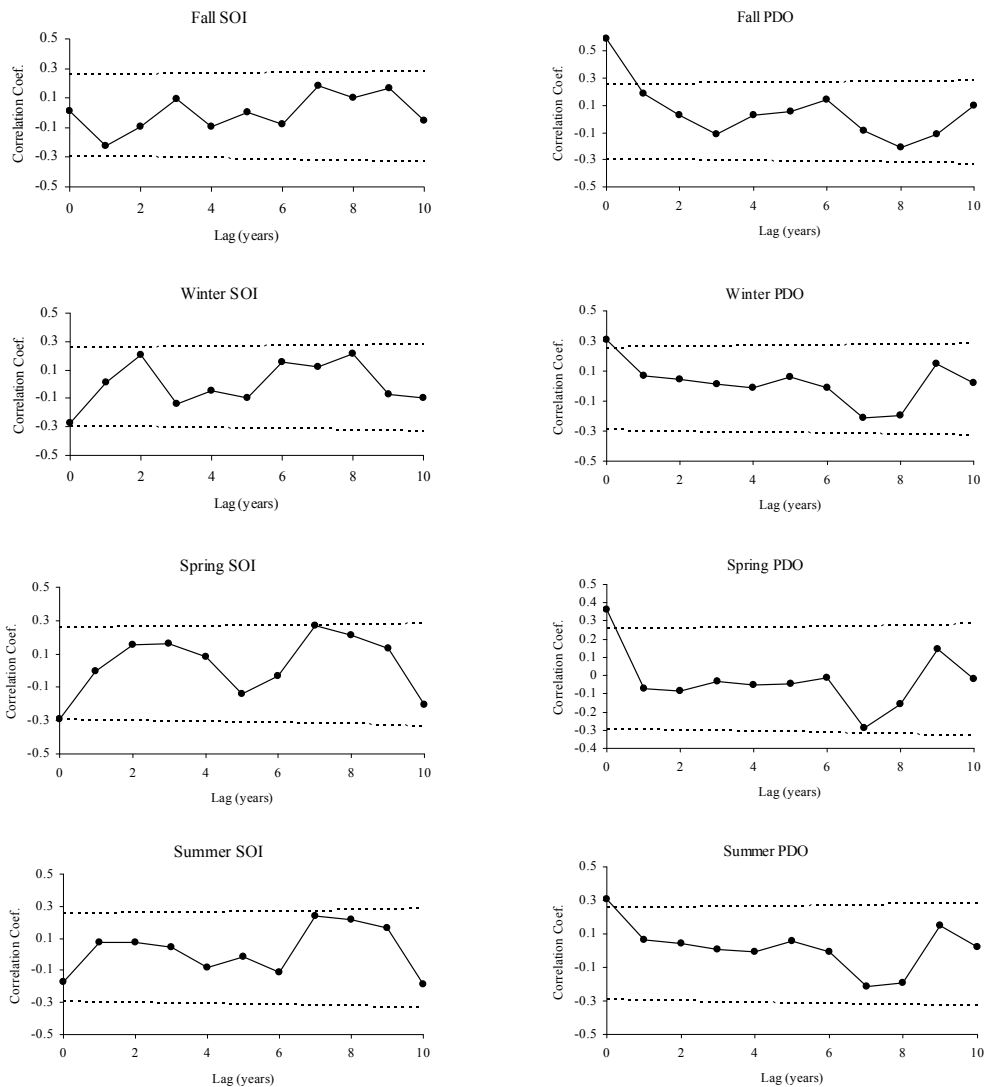 Fall SOI
Correlation Coef.
0.5
0.3
0.1
-0.1
-0.3
-0.5
0 2 4 6 8 10
Lag (years)
Fall PDO
Correlation Coef.
0.5
0.3
0.1
-0.1
-0.3
-0.5
0 1 2 3 4 5 6 7 8 9 10
Lag (years)
Winter SOI
Correlation Coef.
0.5
0.3
0.1
-0.1
-0.3
-0.5
0 2 4 6 8 10
Lag (years)
Winter PDO
Correlation Coef.
0.5
0.3
0.1
-0.1
-0.3
-0.5
0 2 4 6 8 10
Lag (years)
Spring SOI
Correlation Coef.
0.5
0.3
0.1
-0.1
-0.3
-0.5
0 2 4 6 8 10
Lag (years)
Spring PDO
Correlation Coef.
0.5
0.4
0.3
0.2
0.1
0
-0.1
-0.2
-0.3
-0.4
0 2 4 6 8 10
Lag (years)
Summer SOI
Correlation Coef.
0.5
0.3
0.1
-0.1
-0.3
-0.5
0 2 4 6 8 10
Lag (years)
Summer PDO
Correlation Coef.
0.5
0.3
0.1
-0.1
-0.3
-0.5
0 2 4 6 8 10
Lag (years)